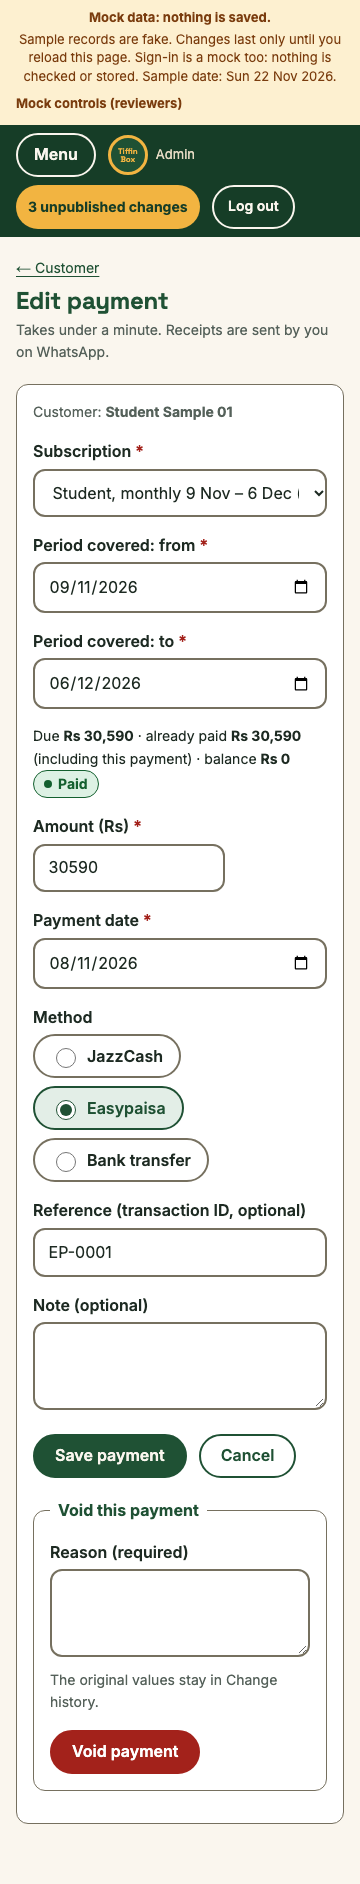 Mock data: nothing is saved.
Sample records are fake. Changes last only until you
reload this page. Sign-in is a mock too: nothing is
checked or stored. Sample date: Sun 22 Nov 2026.
Mock controls (reviewers)
Menu
Tiffin
Box
Admin
3 unpublished changes
Log out
← Customer
Edit payment
Takes under a minute. Receipts are sent by you
on WhatsApp.
Customer: Student Sample 01
Subscription *
Student, monthly 9 Nov – 6 Dec (
Period covered: from *
09/11/2026
Period covered: to *
06/12/2026
Due Rs 30,590 · already paid Rs 30,590
(including this payment) · balance Rs 0
Paid
Amount (Rs) *
30590
Payment date *
08/11/2026
Method
JazzCash
Easypaisa
Bank transfer
Reference (transaction ID, optional)
EP-0001
Note (optional)
Save payment
Cancel
Void this payment
Reason (required)
The original values stay in Change
history.
Void payment